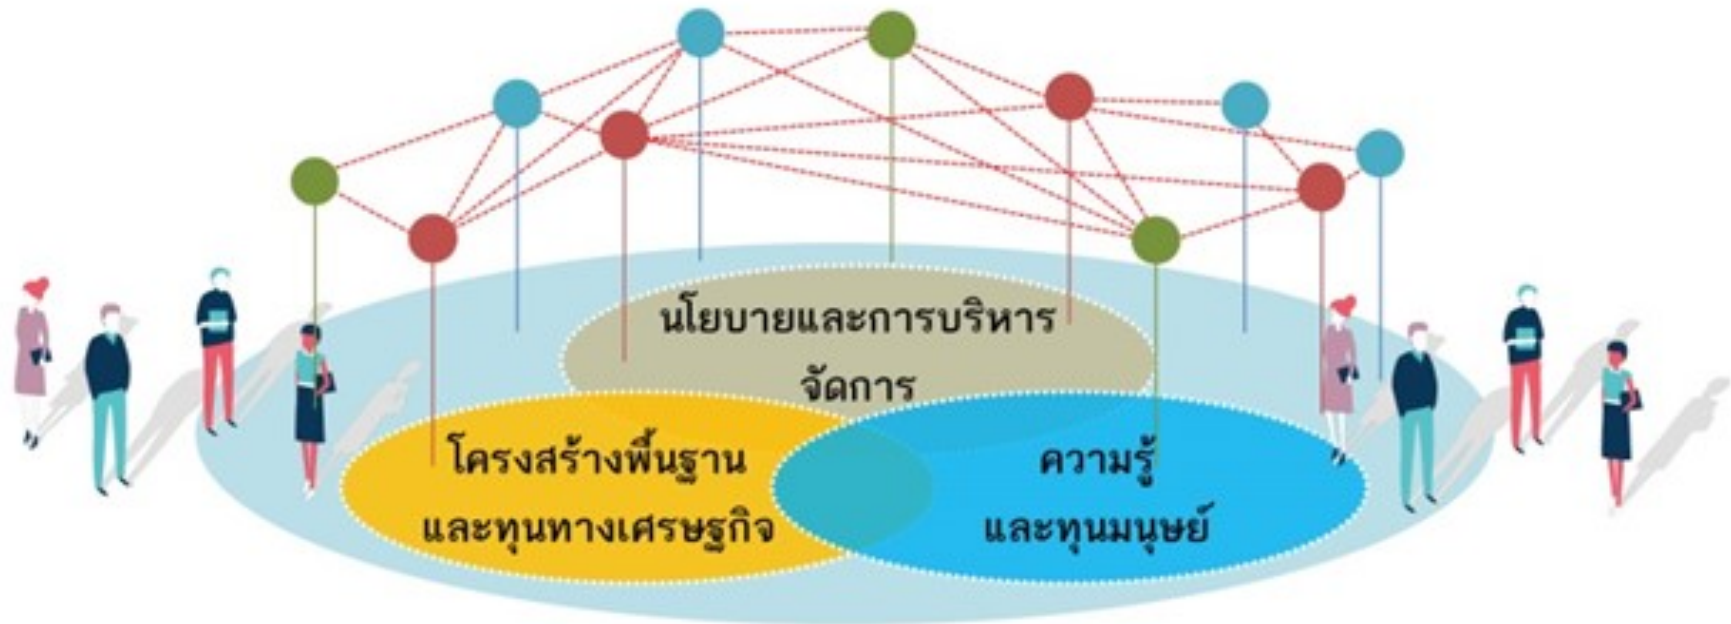 นโยบายและการบริหาร
จัดการ
โครงสร้างพื้นฐาน
และทุนทางเศรษฐกิจ
ความรู้
และทุนมนุษย์